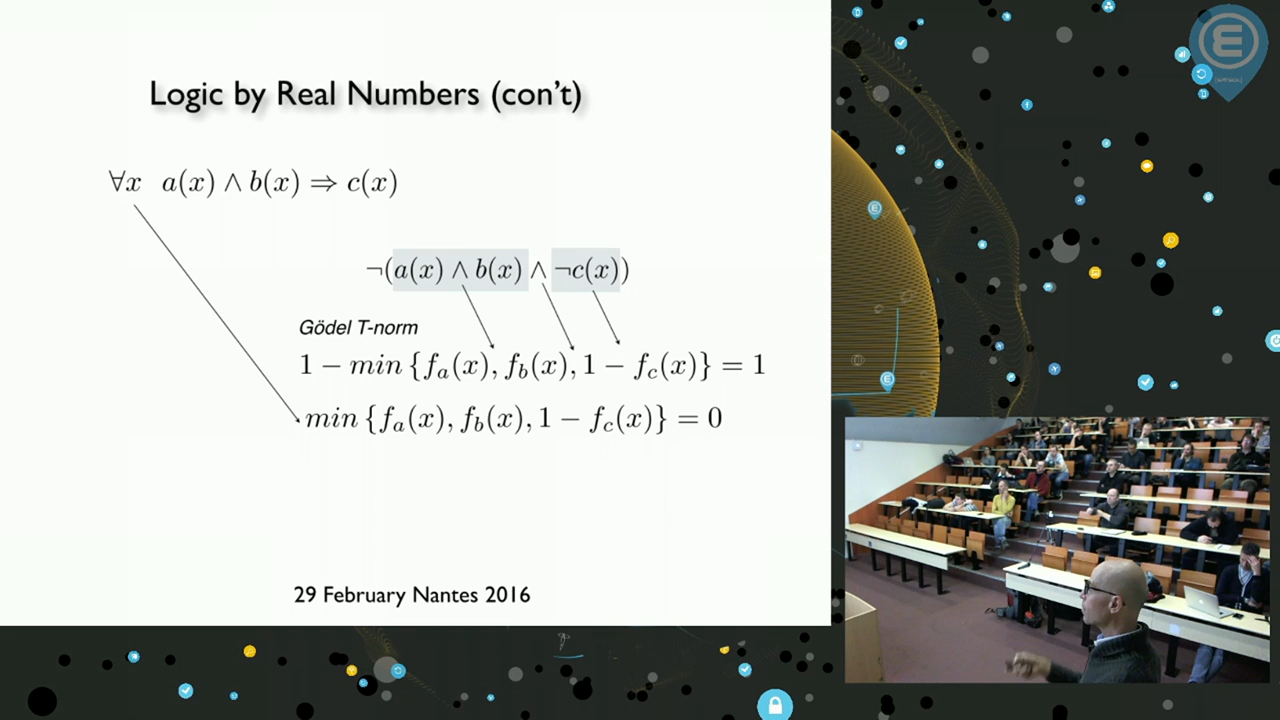 Logic by Real Numbers (con't)
∀x a(x) ∧ b(x) ⇒ c(x)
¬(a(x) ∧ b(x) ∧ ¬c(x))
Gödel T-norm
1 − min {f_a(x), f_b(x), 1 − f_c(x)} = 1
min {f_a(x), f_b(x), 1 − f_c(x)} = 0
29 February Nantes 2016